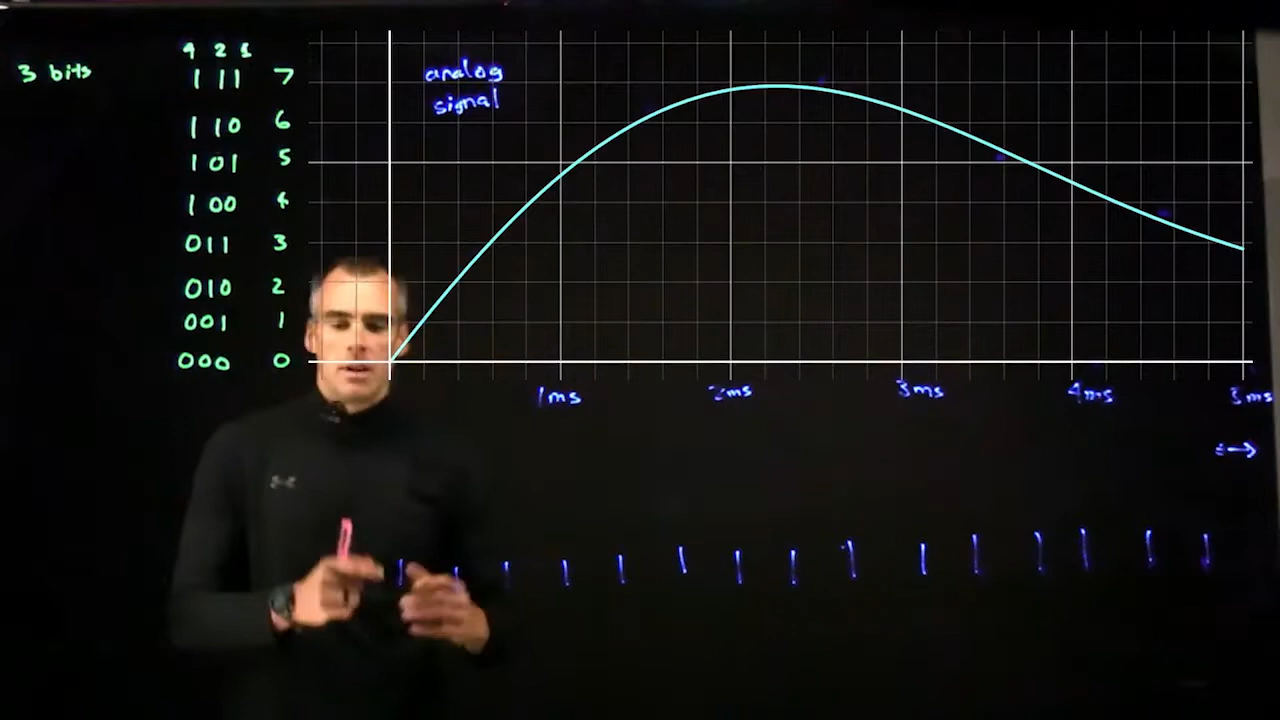 4 2 1
3 bits 1 1 1 7
1 1 0 6
1 0 1 5
1 0 0 4
0 1 1 3
0 1 0 2
0 0 1 1
0 0 0 0
analog
signal
1ms 2ms 3ms 4ms 5ms
t→